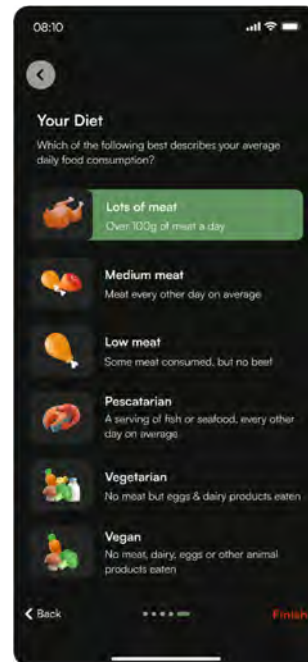 08:10
Your Diet
Which of the following best describes your average
daily food consumption?
Lots of meat
Over 100g of meat a day
Medium meat
Meat every other day on average
Low meat
Some meat consumed, but no beef
Pescatarian
A serving of fish or seafood, every other
day on average
Vegetarian
No meat but eggs & dairy products eaten
Vegan
No meat, dairy, eggs or other animal
products eaten
Back
Finish